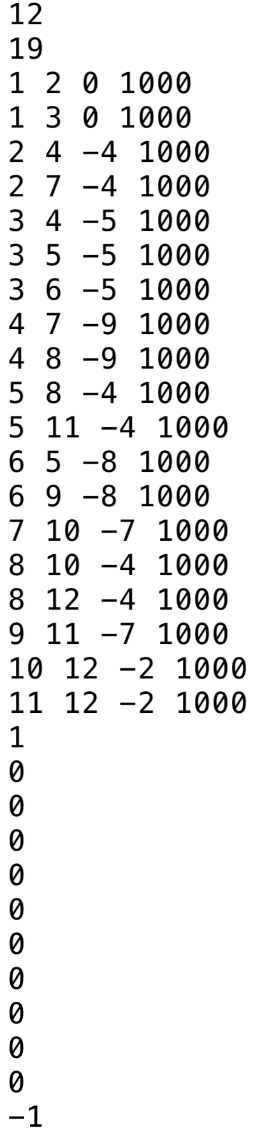 12
19
1 2 0 1000
1 3 0 1000
2 4 −4 1000
2 7 −4 1000
3 4 −5 1000
3 5 −5 1000
3 6 −5 1000
4 7 −9 1000
4 8 −9 1000
5 8 −4 1000
5 11 −4 1000
6 5 −8 1000
6 9 −8 1000
7 10 −7 1000
8 10 −4 1000
8 12 −4 1000
9 11 −7 1000
10 12 −2 1000
11 12 −2 1000
1
0
0
0
0
0
0
0
0
0
0
−1